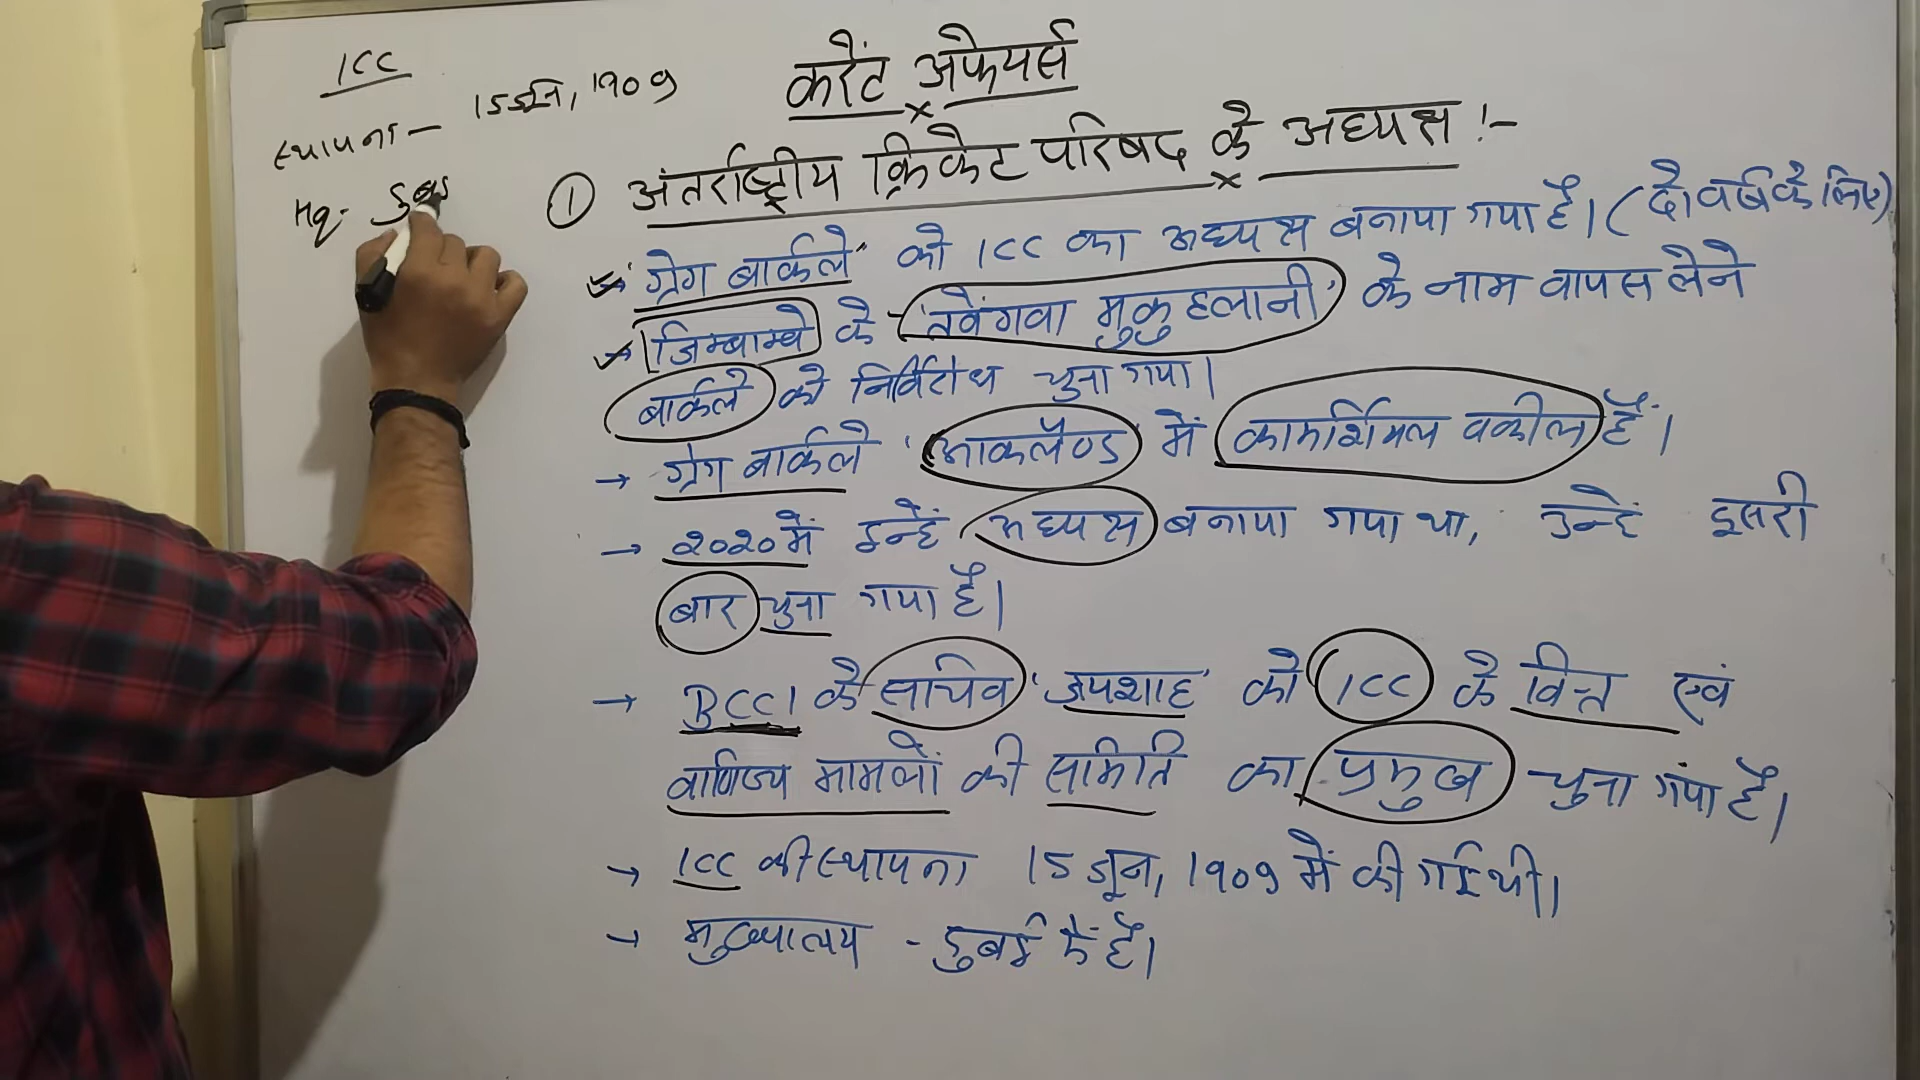 ICC
स्थापना — 15 जून, 1909
Hq - दुबई
करेंट अफेयर्स
① अंतर्राष्ट्रीय क्रिकेट परिषद के अध्यक्ष :-
→ 'ग्रेग बार्कले' को ICC का अध्यक्ष बनाया गया है। (दो वर्ष के लिए)
→ जिम्बाम्वे के - 'तवेंगवा मुकुहलानी' के नाम वापस लेने
बार्कले को निर्विरोध चुना गया।
→ ग्रेग बार्कले 'आकलैण्ड' में कामर्शियल वकील हैं।
→ 2020 में इन्हें अध्यक्ष बनाया गया था, उन्हें दूसरी
बार चुना गया है।
→ BCCI के सचिव 'जयशाह' को ICC के वित्त एवं
वाणिज्य मामलों की समिति का प्रमुख चुना गया है।
→ ICC की स्थापना 15 जून, 1909 में की गई थी।
→ मुख्यालय - दुबई में है।